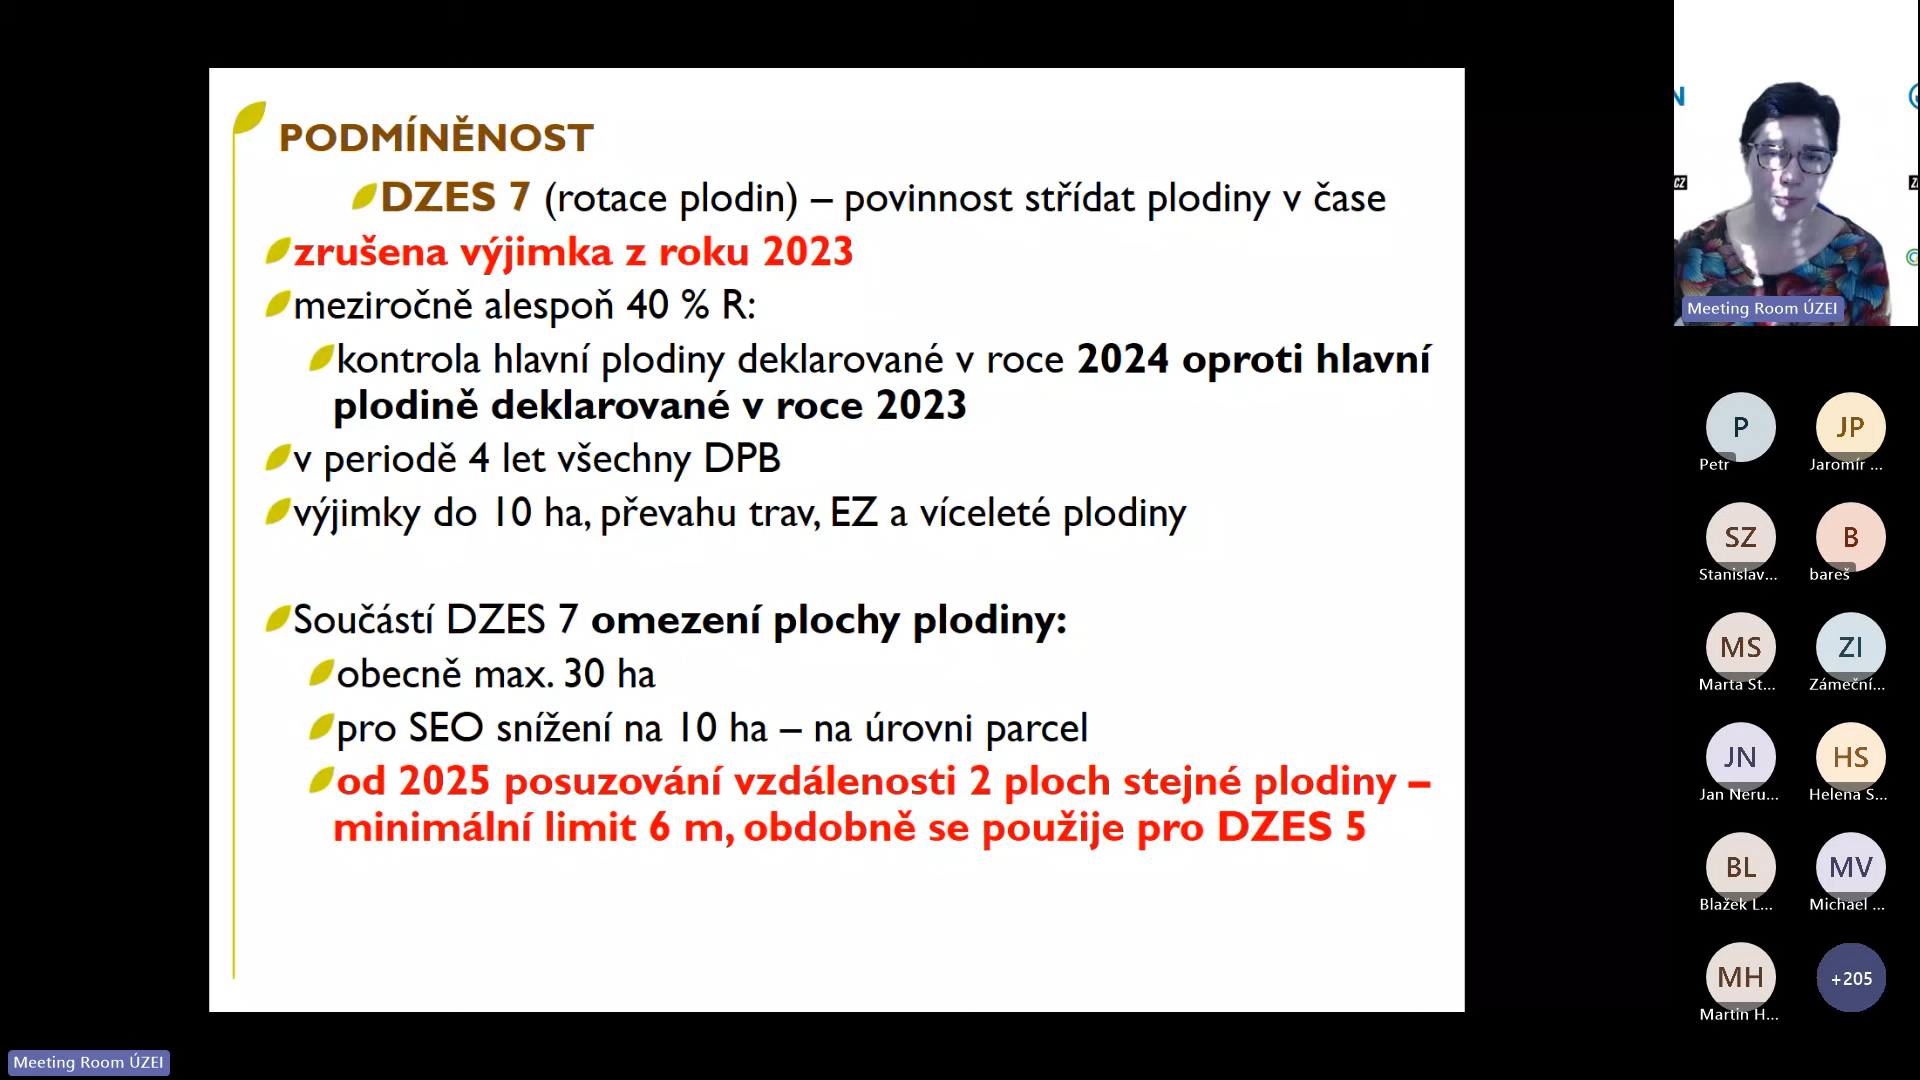 PODMÍNĚNOST
DZES 7 (rotace plodin) – povinnost střídat plodiny v čase
zrušena výjimka z roku 2023
meziročně alespoň 40 % R:
kontrola hlavní plodiny deklarované v roce 2024 oproti hlavní
plodině deklarované v roce 2023
v periodě 4 let všechny DPB
výjimky do 10 ha, převahu trav, EZ a víceleté plodiny
Součástí DZES 7 omezení plochy plodiny:
obecně max. 30 ha
pro SEO snížení na 10 ha – na úrovni parcel
od 2025 posuzování vzdálenosti 2 ploch stejné plodiny –
minimální limit 6 m, obdobně se použije pro DZES 5
Meeting Room ÚZEI
N
CZ
P
Petr
JP
Jaromír ...
SZ
Stanislav...
B
bareš
MS
Marta St...
ZI
Zámeční...
JN
Jan Neru...
HS
Helena S...
BL
Blažek L...
MV
Michael ...
MH
Martin H...
+205
Meeting Room ÚZEI